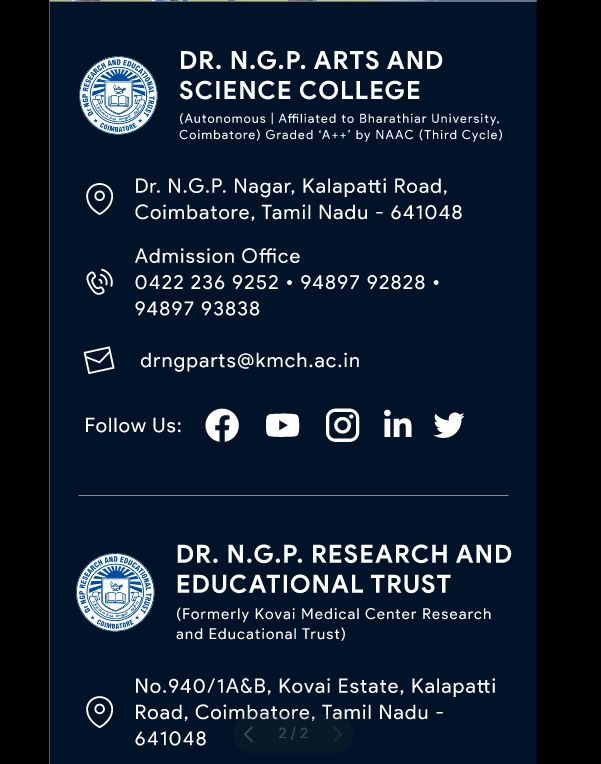 DR. N.G.P. ARTS AND
SCIENCE COLLEGE
(Autonomous | Affiliated to Bharathiar University,
Coimbatore) Graded ‘A++’ by NAAC (Third Cycle)
Dr. NGP RESEARCH AND EDUCATIONAL TRUST
COIMBATORE
Dr. N.G.P. Nagar, Kalapatti Road,
Coimbatore, Tamil Nadu - 641048
Admission Office
0422 236 9252 • 94897 92828 •
94897 93838
drngparts@kmch.ac.in
Follow Us:
DR. N.G.P. RESEARCH AND
EDUCATIONAL TRUST
(Formerly Kovai Medical Center Research
and Educational Trust)
Dr. NGP RESEARCH AND EDUCATIONAL TRUST
COIMBATORE
No.940/1A&B, Kovai Estate, Kalapatti
Road, Coimbatore, Tamil Nadu -
641048
2/2